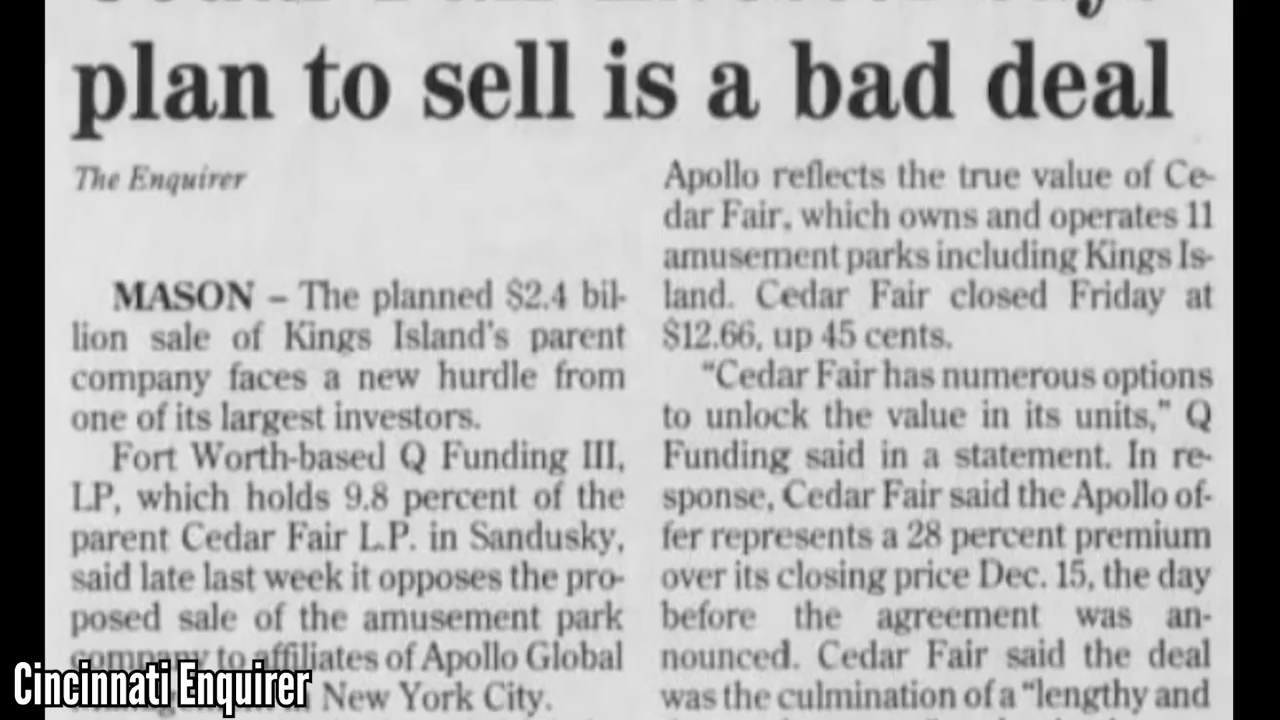 plan to sell is a bad deal
The Enquirer
MASON – The planned $2.4 bil-
lion sale of Kings Island's parent
company faces a new hurdle from
one of its largest investors.
Fort Worth-based Q Funding III,
LP, which holds 9.8 percent of the
parent Cedar Fair L.P. in Sandusky,
said late last week it opposes the pro-
posed sale of the amusement park
company to affiliates of Apollo Global
New York City.
Apollo reflects the true value of Ce-
dar Fair, which owns and operates 11
amusement parks including Kings Is-
land. Cedar Fair closed Friday at
$12.66, up 45 cents.
"Cedar Fair has numerous options
to unlock the value in its units," Q
Funding said in a statement. In re-
sponse, Cedar Fair said the Apollo of-
fer represents a 28 percent premium
over its closing price Dec. 15, the day
before the agreement was an-
nounced. Cedar Fair said the deal
was the culmination of a "lengthy and
Cincinnati Enquirer